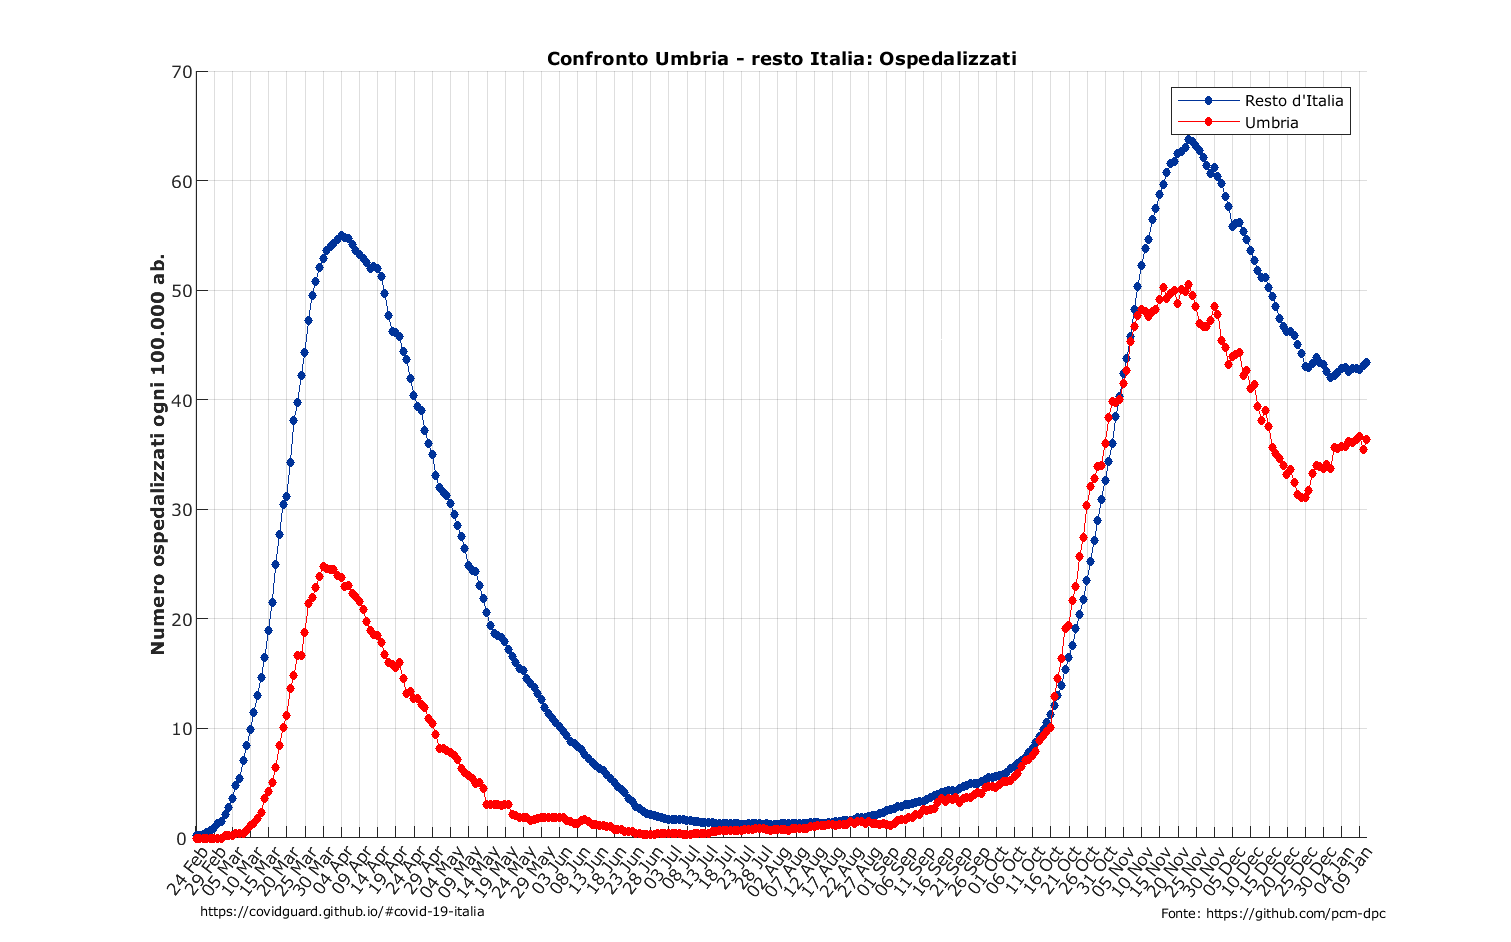 Confronto Umbria - resto Italia: Ospedalizzati
Resto d'Italia
Umbria
Numero ospedalizzati ogni 100.000 ab.
70
60
50
40
30
20
10
0
24 Feb
29 Feb
05 Mar
10 Mar
15 Mar
20 Mar
25 Mar
30 Mar
04 Apr
09 Apr
14 Apr
19 Apr
24 Apr
29 Apr
04 May
09 May
14 May
19 May
24 May
29 May
03 Jun
08 Jun
13 Jun
18 Jun
23 Jun
28 Jun
03 Jul
08 Jul
13 Jul
18 Jul
23 Jul
28 Jul
02 Aug
07 Aug
12 Aug
17 Aug
22 Aug
27 Aug
01 Sep
06 Sep
11 Sep
16 Sep
21 Sep
26 Sep
01 Oct
06 Oct
11 Oct
16 Oct
21 Oct
26 Oct
31 Oct
05 Nov
10 Nov
15 Nov
20 Nov
25 Nov
30 Nov
05 Dec
10 Dec
15 Dec
20 Dec
25 Dec
30 Dec
04 Jan
09 Jan
https://covidguard.github.io/#covid-19-italia
Fonte: https://github.com/pcm-dpc